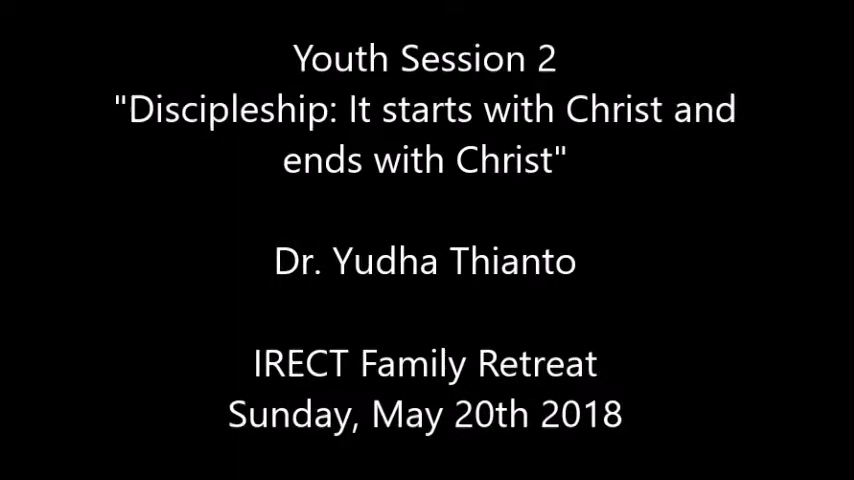 Youth Session 2
"Discipleship: It starts with Christ and
ends with Christ"
Dr. Yudha Thianto
IRECT Family Retreat
Sunday, May 20th 2018